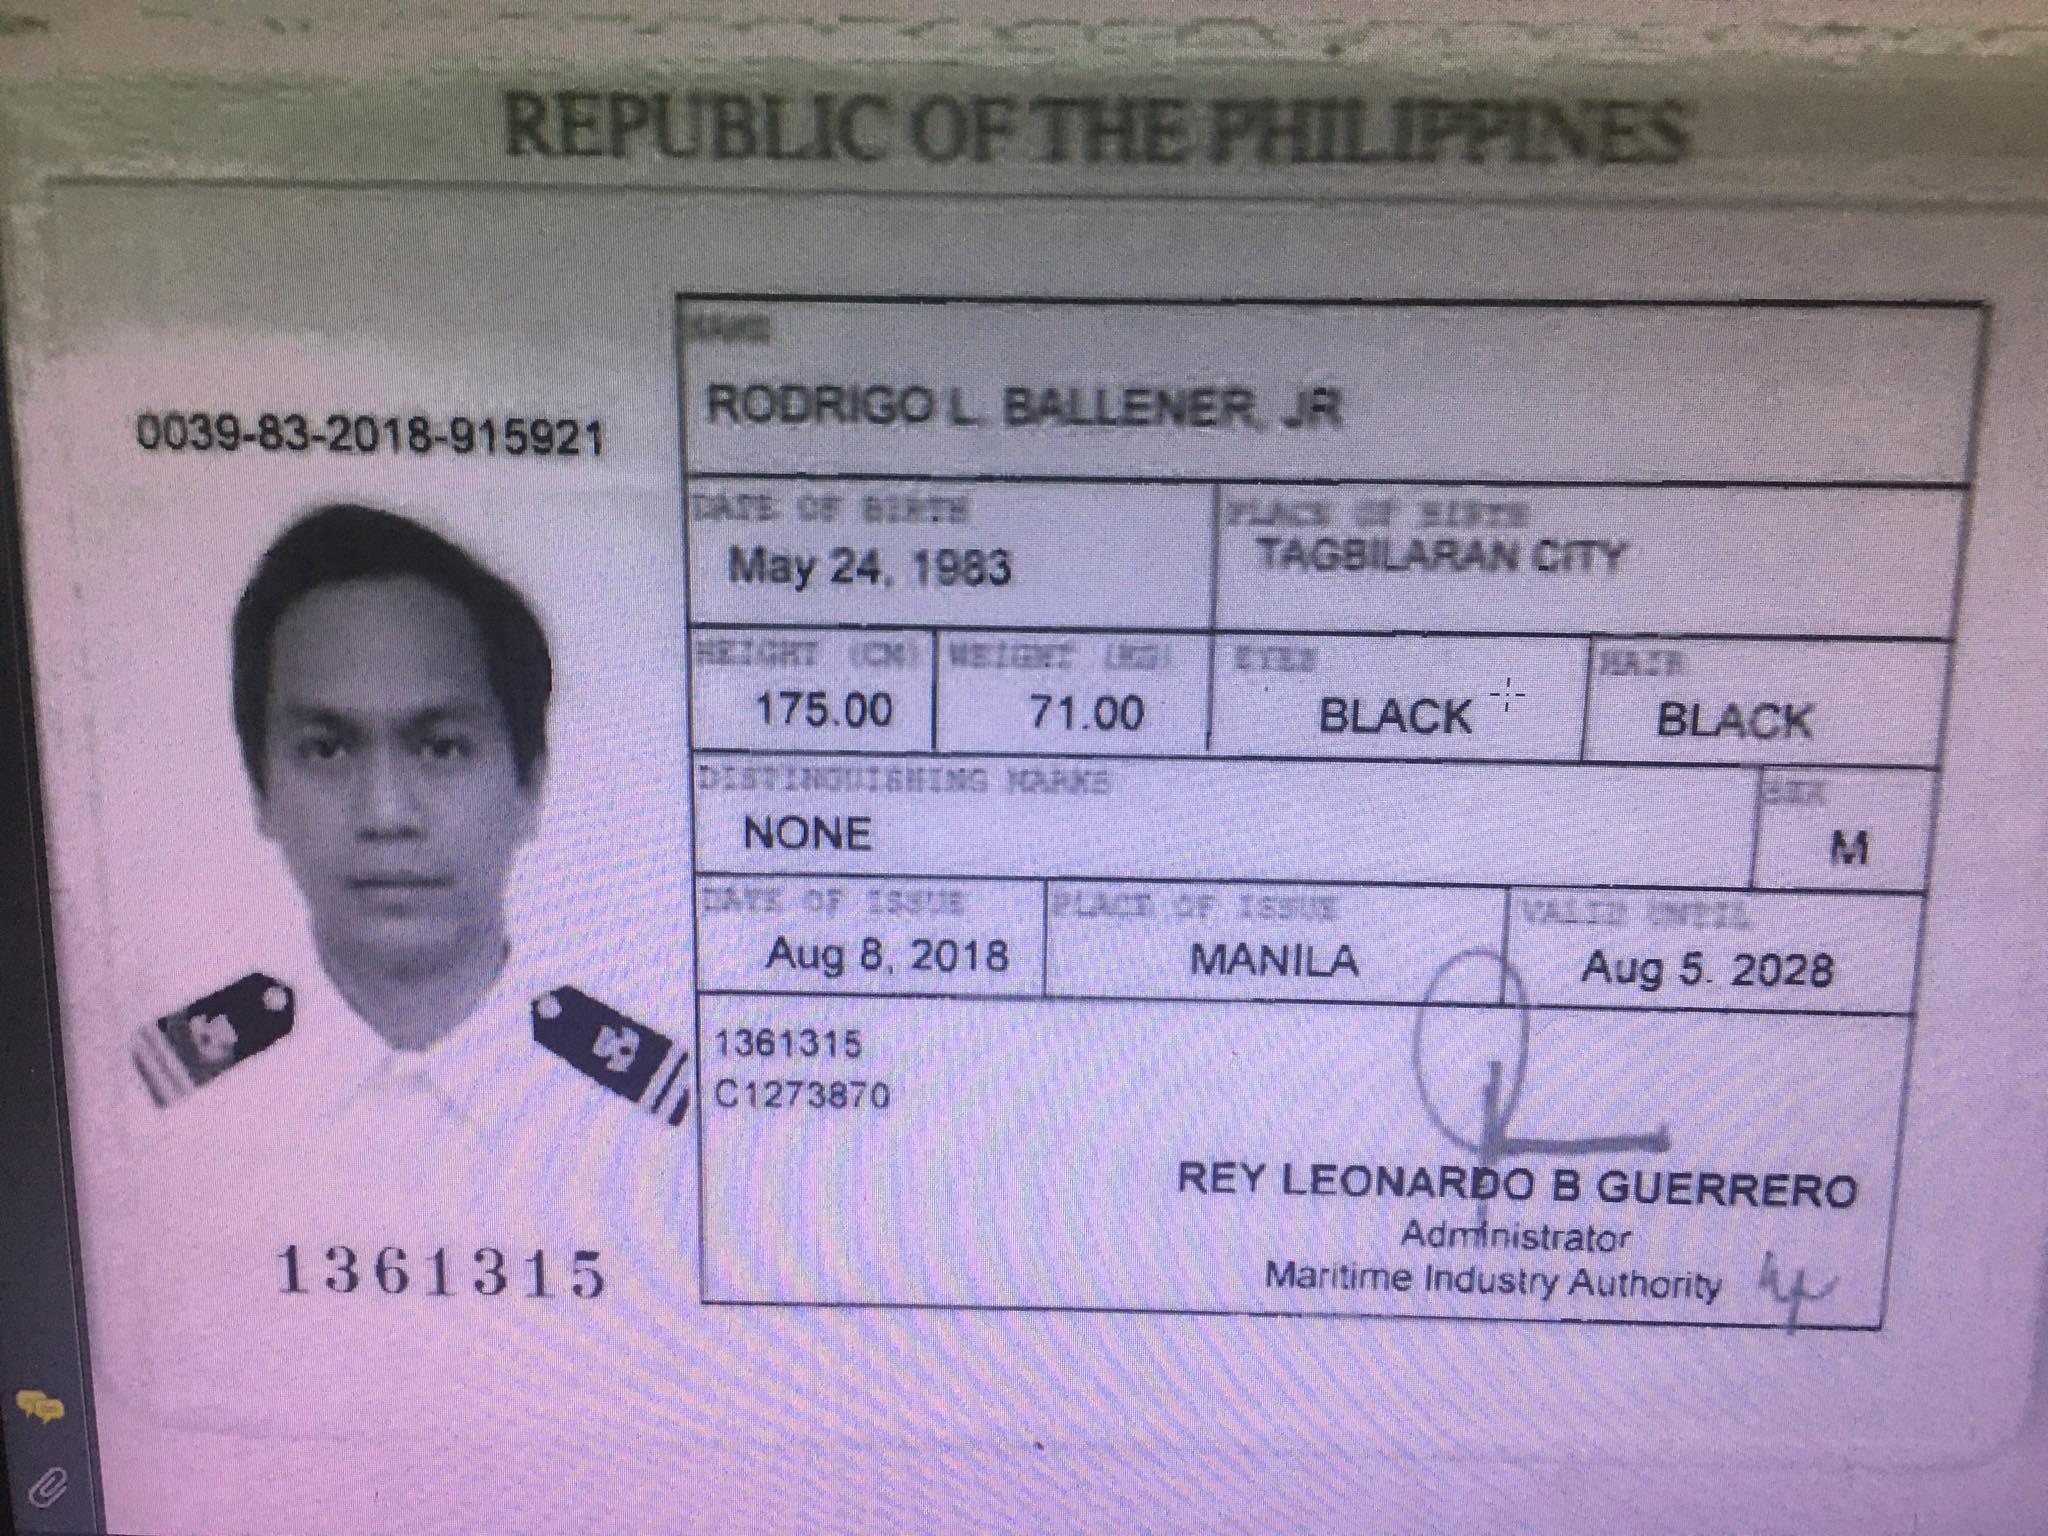 REPUBLIC OF THE PHILIPPINES
0039-83-2018-915921
NAME
RODRIGO L. BALLENER, JR
DATE OF BIRTH
May 24, 1983
PLACE OF BIRTH
TAGBILARAN CITY
HEIGHT (CM)
175.00
WEIGHT (KG)
71.00
EYES
BLACK
HAIR
BLACK
DISTINGUISHING MARKS
NONE
SEX
M
DATE OF ISSUE
Aug 8, 2018
PLACE OF ISSUE
MANILA
VALID UNTIL
Aug 5. 2028
1361315
C1273870
REY LEONARDO B GUERRERO
Administrator
Maritime Industry Authority
1361315